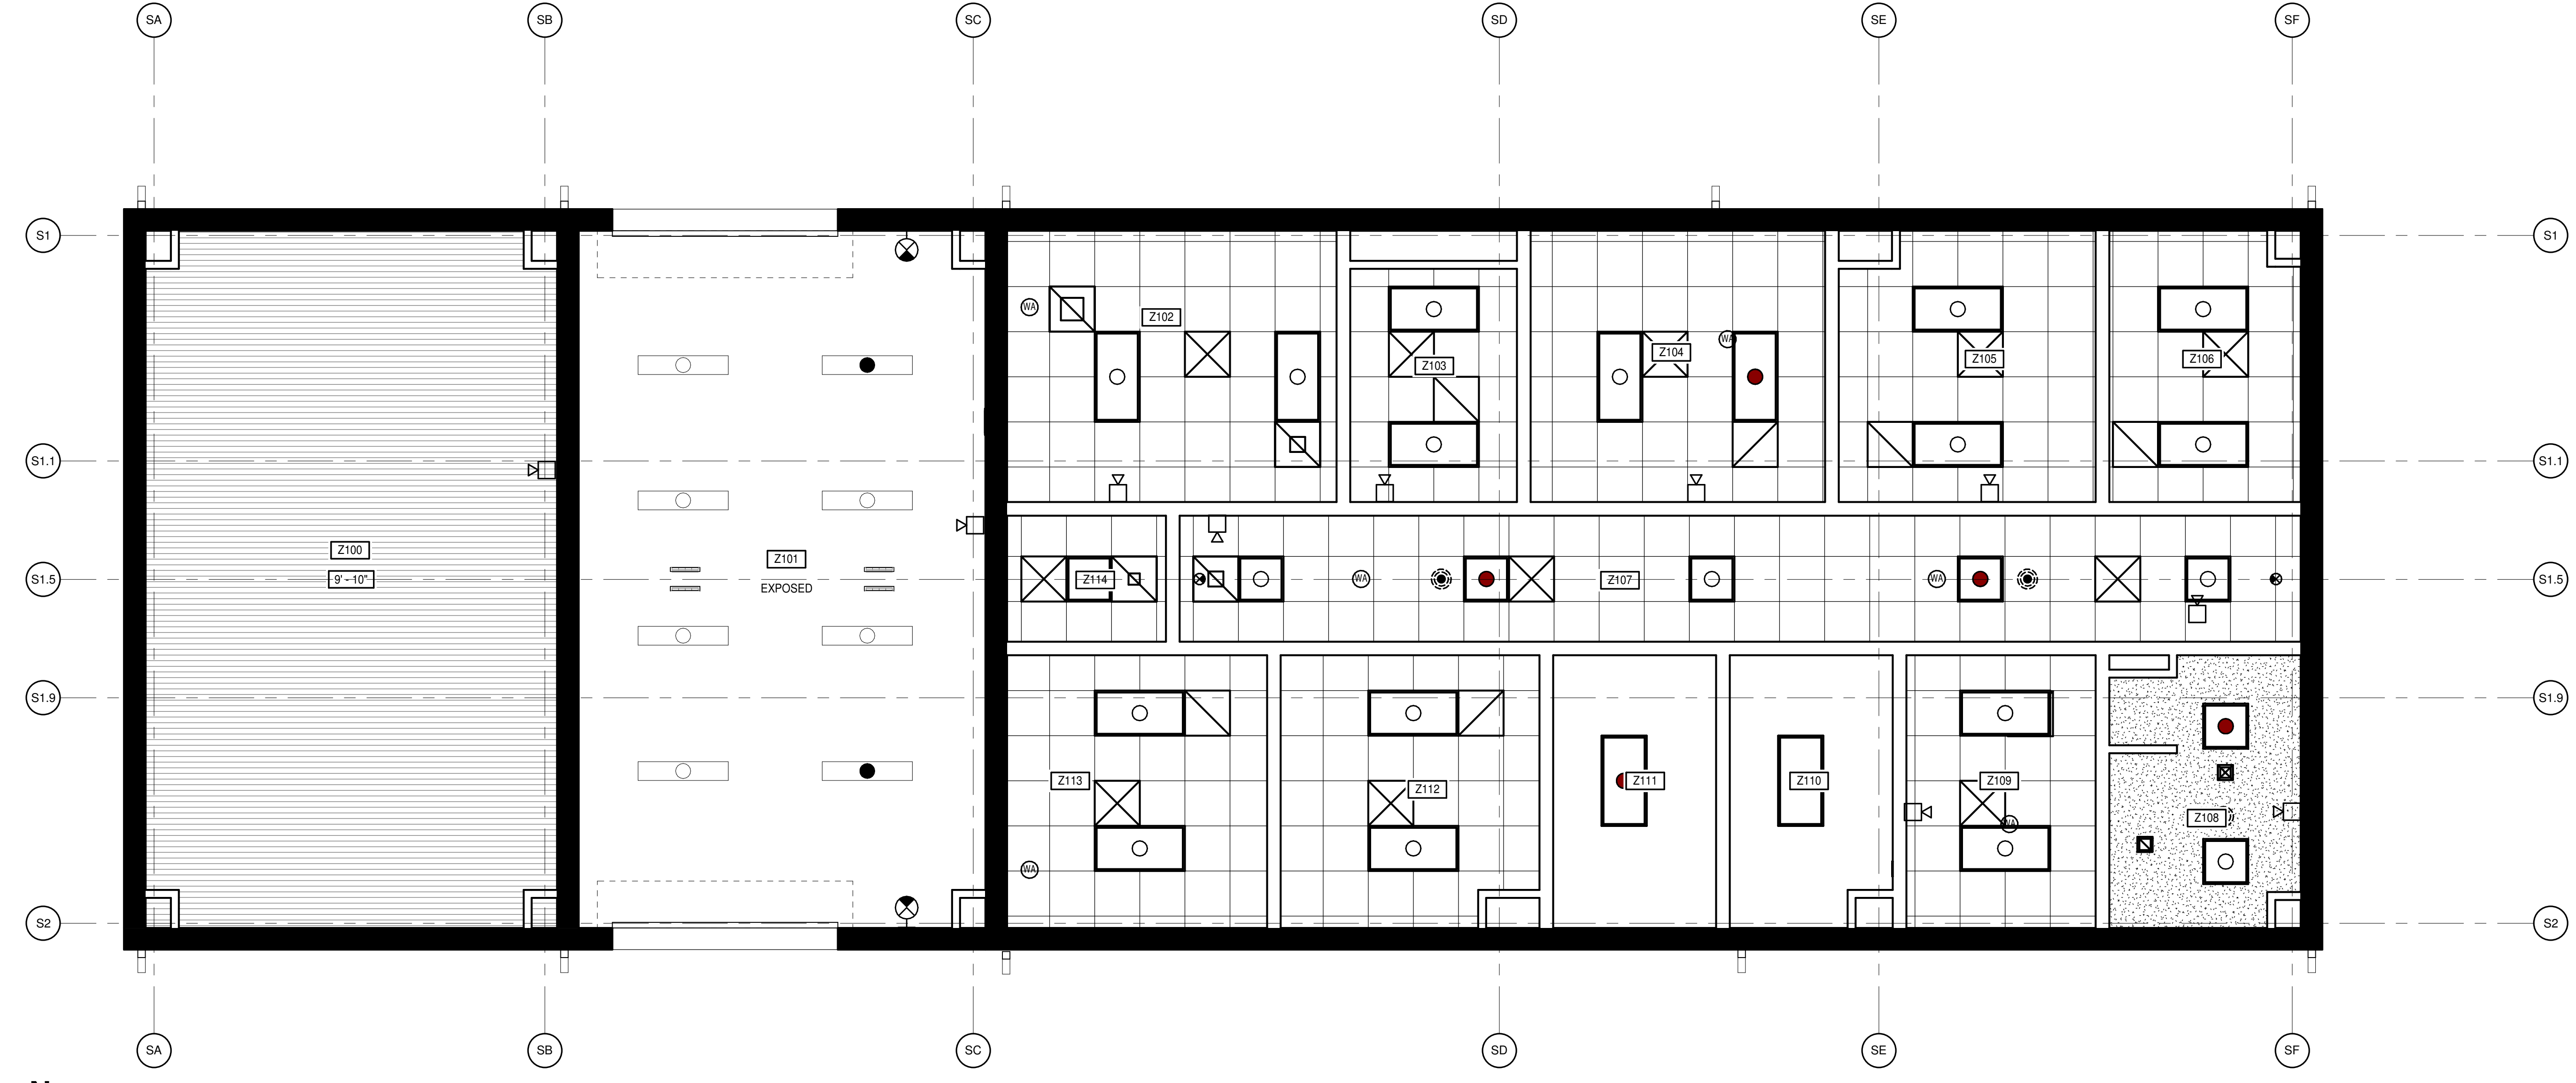 SA SB SC SD SE SF
S1 S1
WA Z102
WA
Z104
Z105 Z106
Z103
S1.1 S1.1
Z100
Z101
9' - 10" Z114 WA Z107 WA
S1.5 S1.5
EXPOSED
S1.9 S1.9
Z113 Z111 Z110 Z109
Z112
Z108
WA
WA
S2 S2
SA SB SC SD SE SF